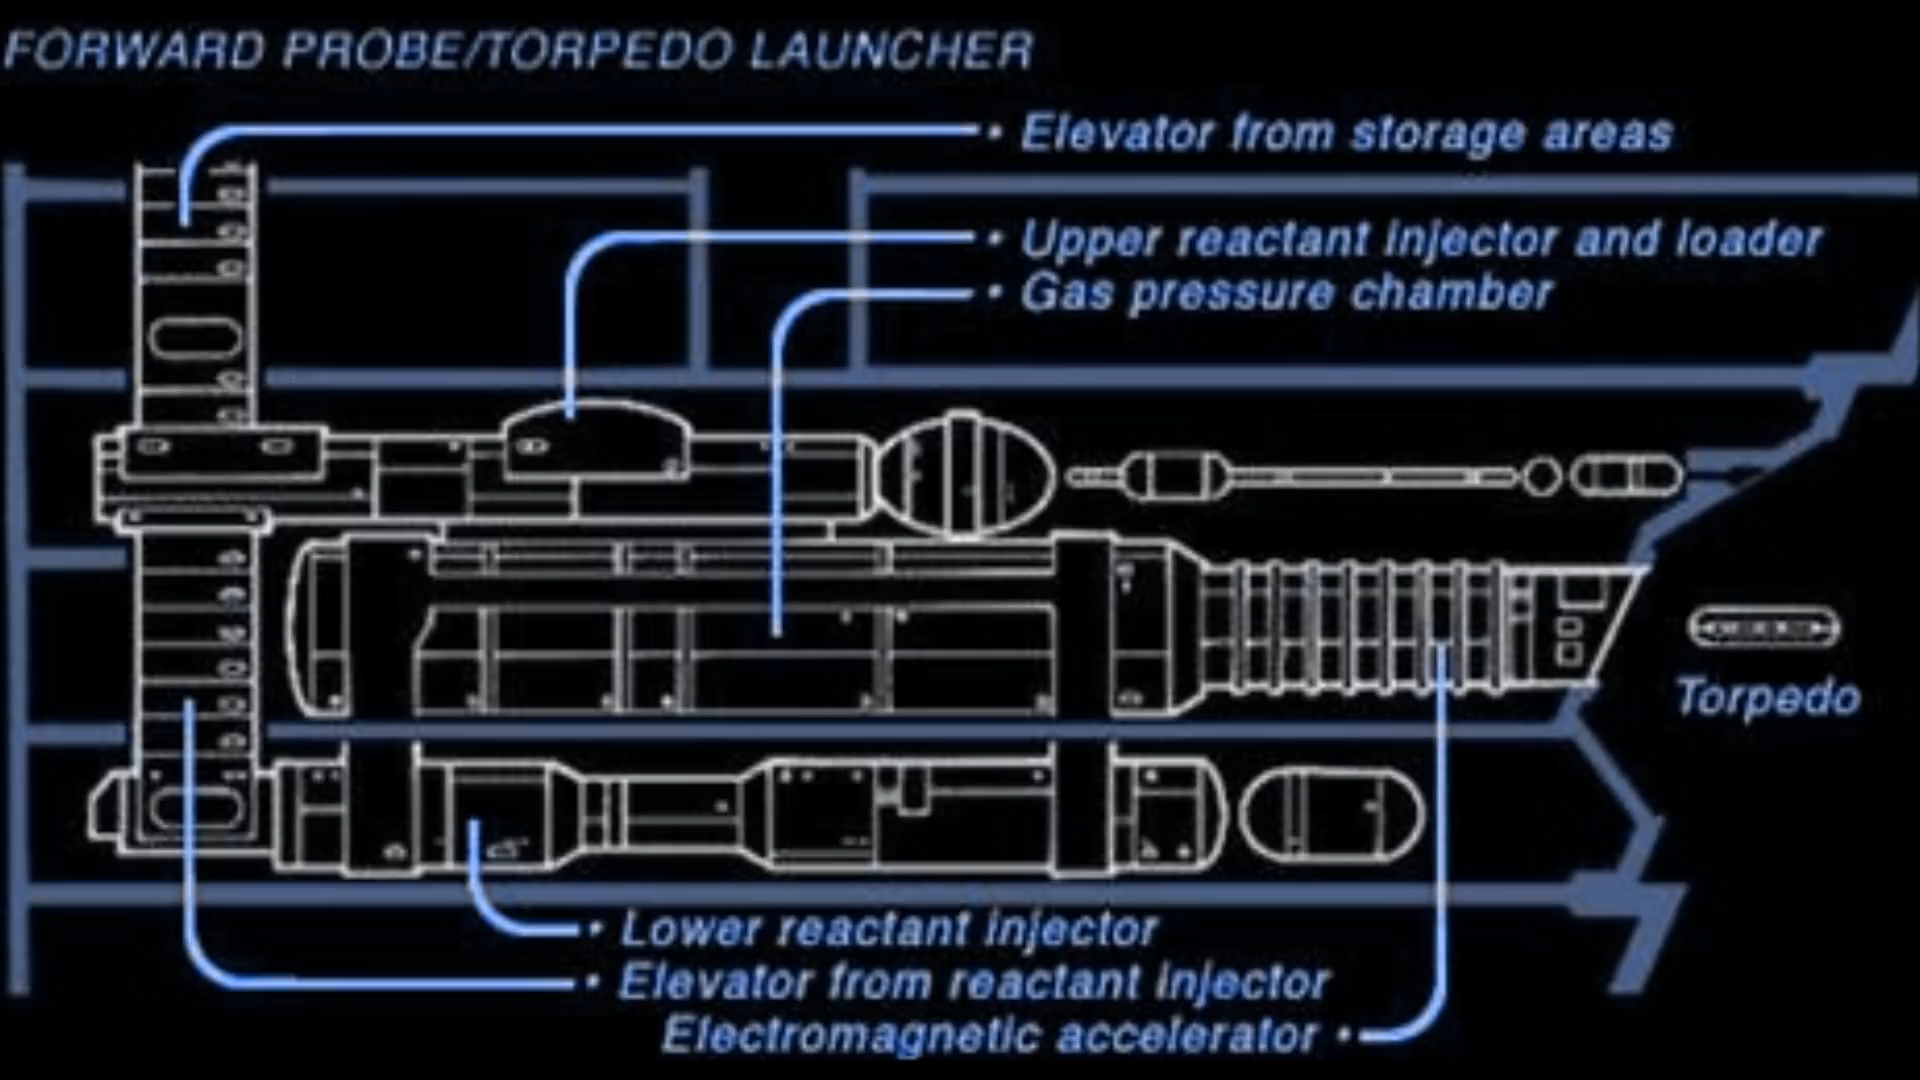 FORWARD PROBE/TORPEDO LAUNCHER
• Elevator from storage areas
• Upper reactant injector and loader
• Gas pressure chamber
Torpedo
• Lower reactant injector
• Elevator from reactant injector
Electromagnetic accelerator •